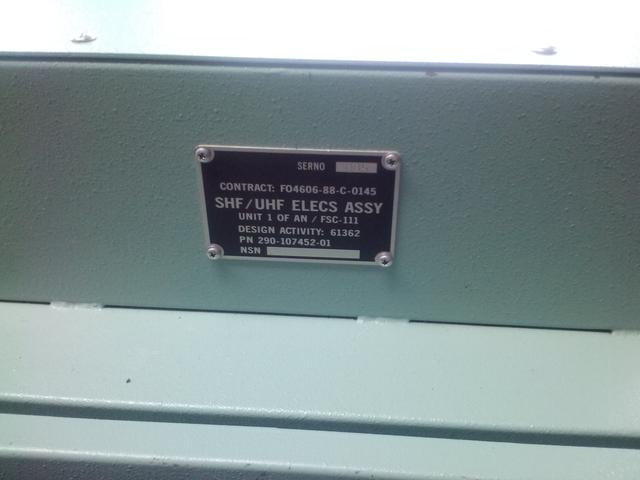 SERNO
CONTRACT: FO4606-88-C-0145
SHF/UHF ELECS ASSY
UNIT 1 OF AN / FSC-111
DESIGN ACTIVITY: 61362
PN 290-107452-01
NSN